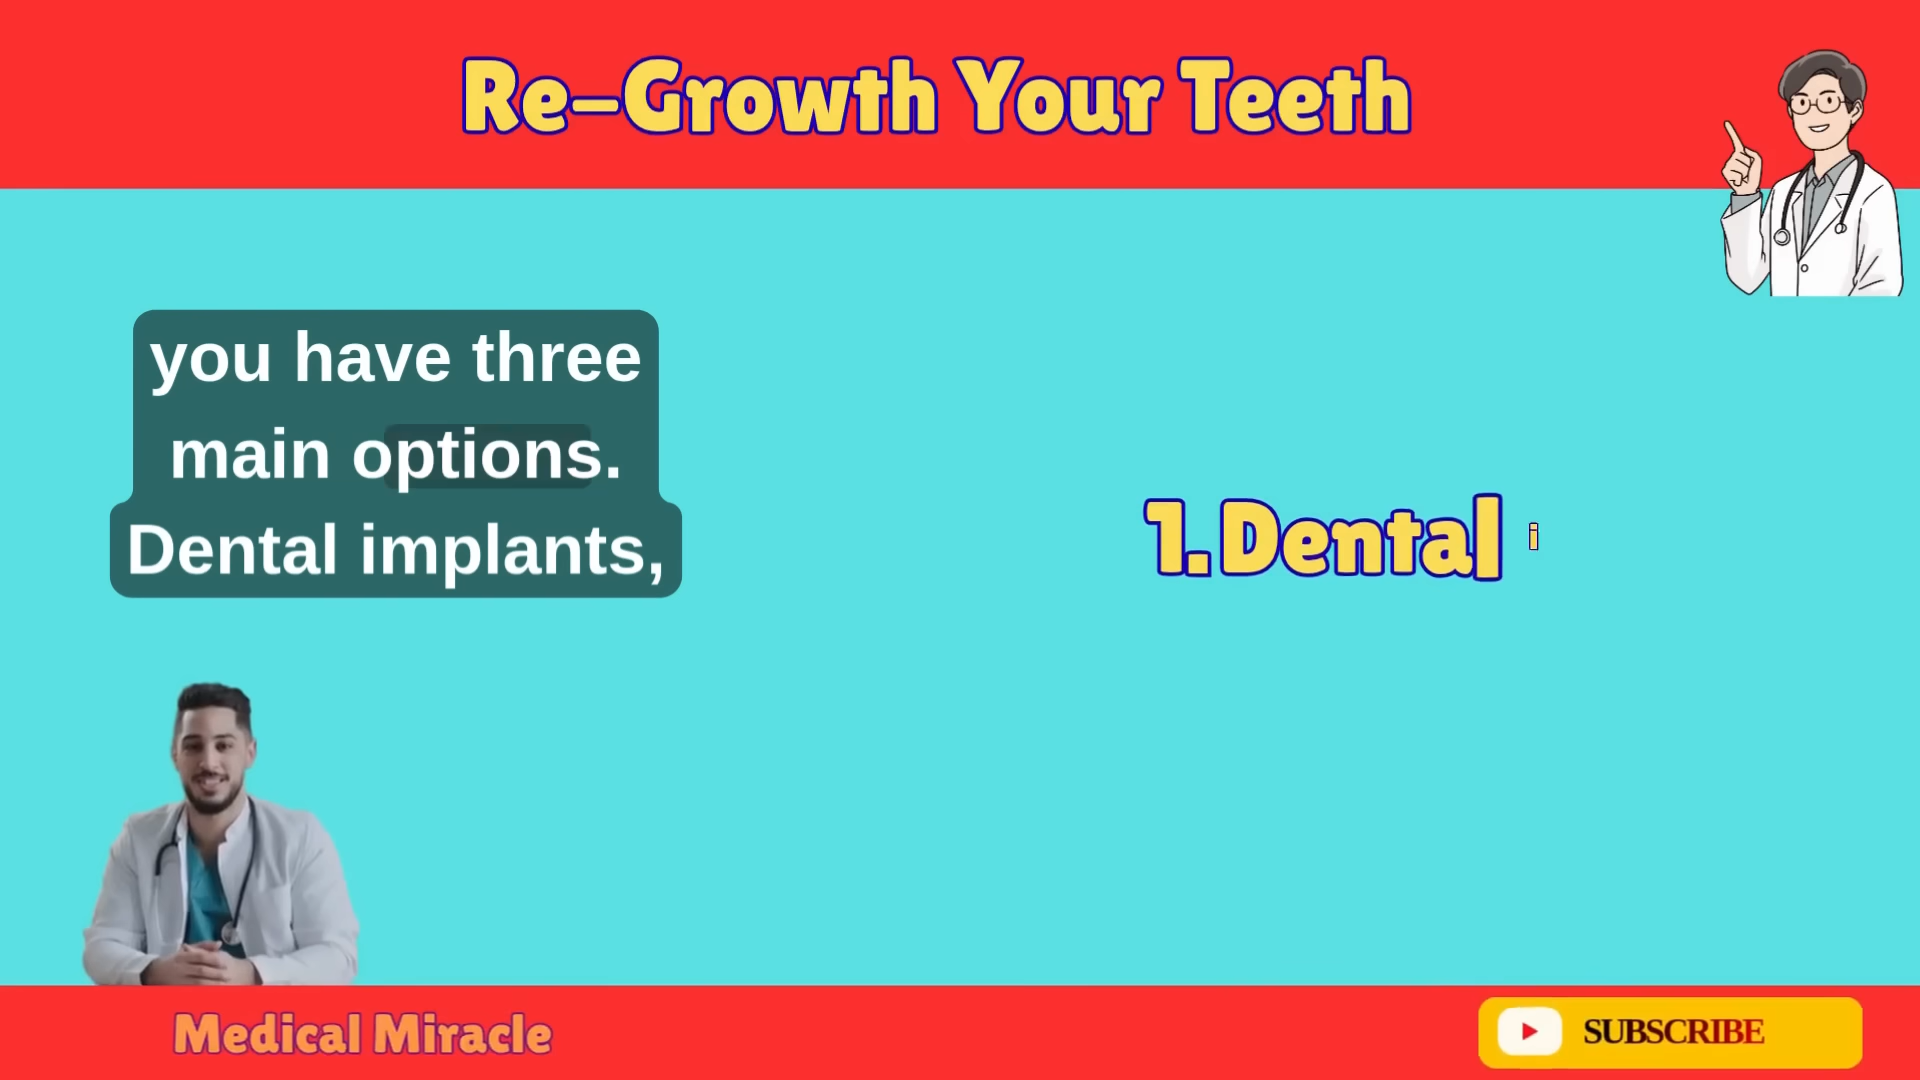 Re-Growth Your Teeth
you have three
main options.
Dental implants,
1. Dental i
Medical Miracle
SUBSCRIBE